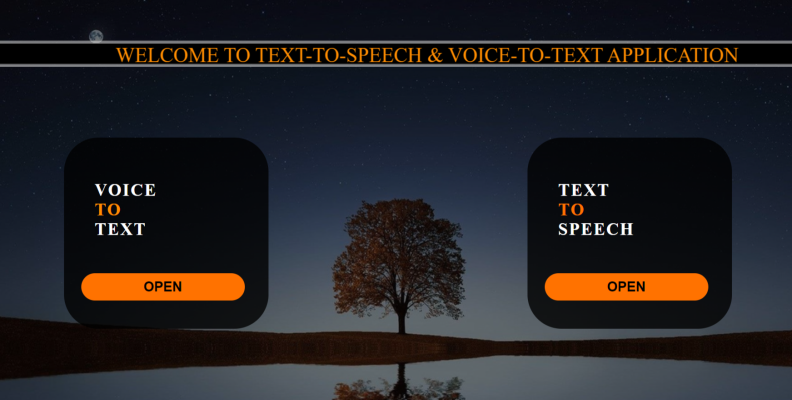 WELCOME TO TEXT-TO-SPEECH & VOICE-TO-TEXT APPLICATION
VOICE
TO
TEXT
OPEN
TEXT
TO
SPEECH
OPEN